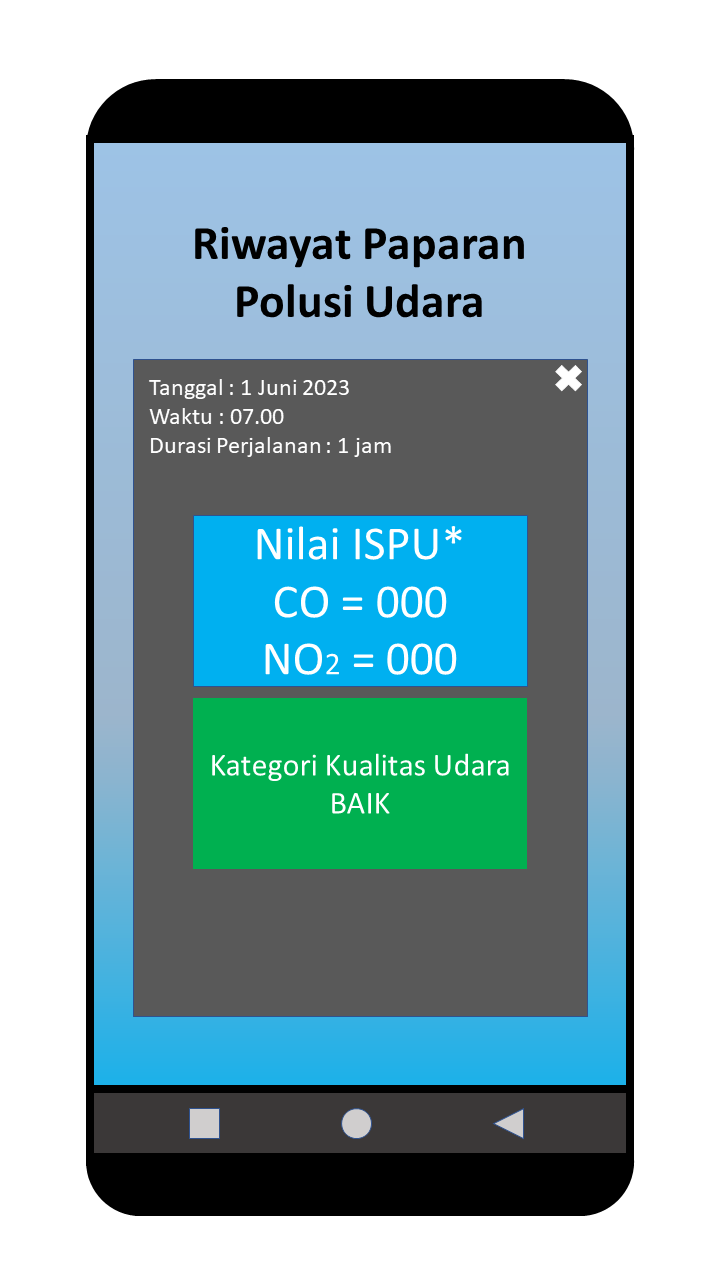 Riwayat Paparan
Polusi Udara
Tanggal : 1 Juni 2023
Waktu : 07.00
Durasi Perjalanan : 1 jam
Nilai ISPU*
CO = 000
NO2 = 000
Kategori Kualitas Udara
BAIK